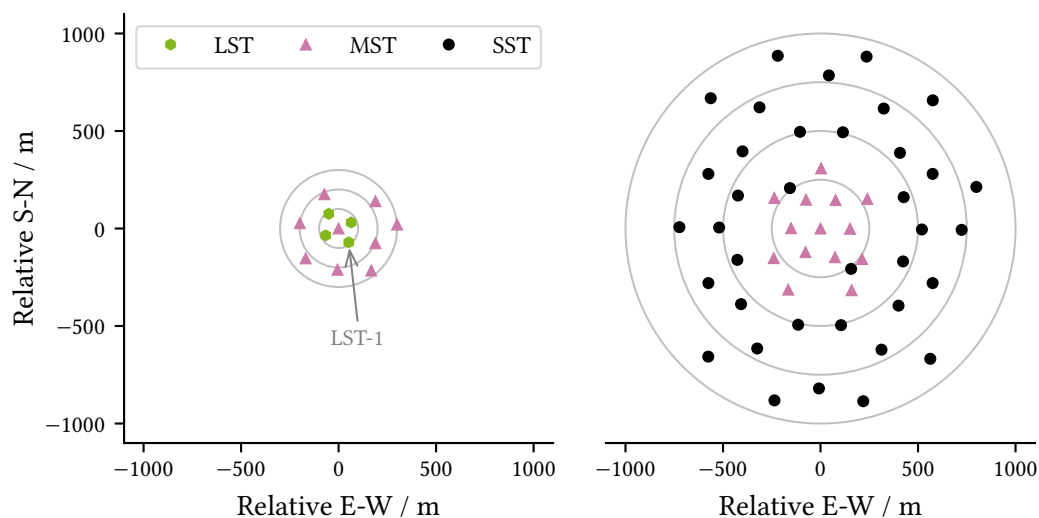 LST MST SST
1000
500
0
−500
−1000
Relative S-N / m
LST-1
−1000 −500 0 500 1000
Relative E-W / m
−1000 −500 0 500 1000
Relative E-W / m